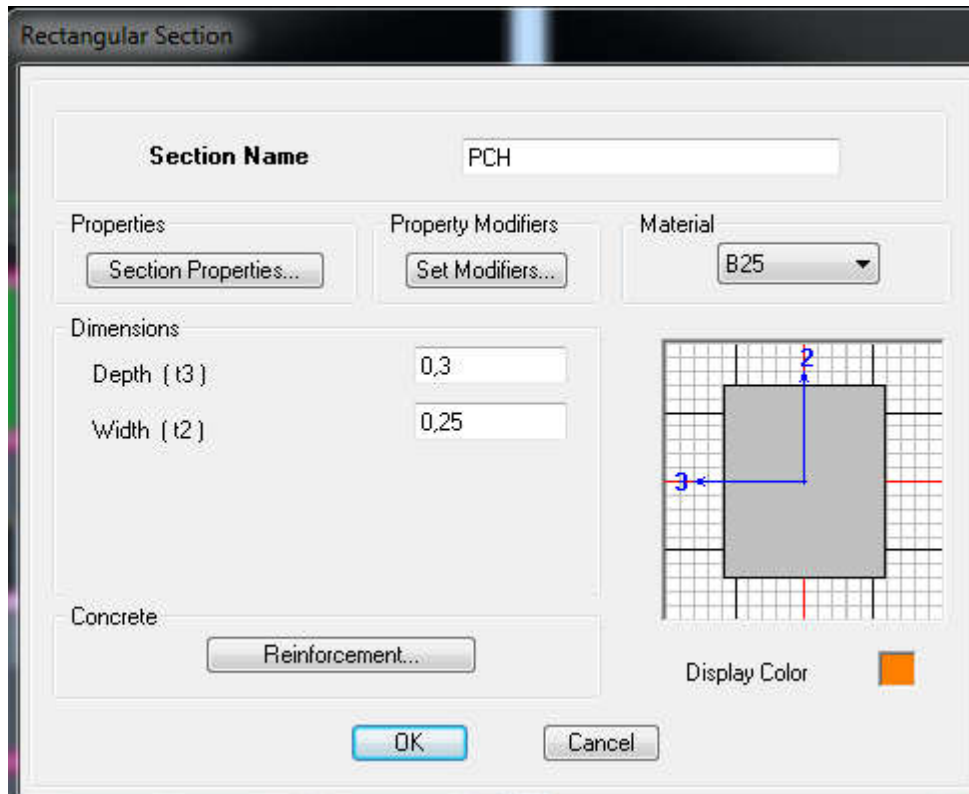 Rectangular Section
Section Name PCH
Properties Property Modifiers Material
Section Properties... Set Modifiers... B25
Dimensions
Depth ( t3 ) 0,3
Width ( t2 ) 0,25
2
3
Concrete
Reinforcement...
Display Color
OK Cancel